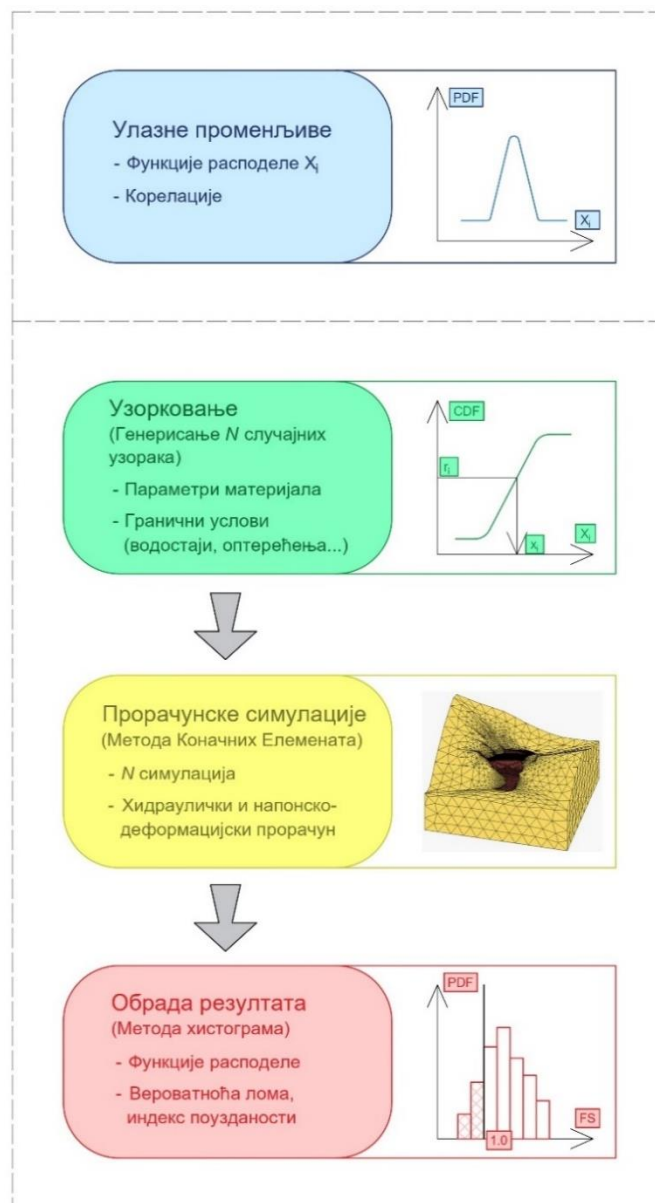 Улазне променљиве
- Функције расподеле Xᵢ
- Корелације
PDF
Xᵢ
Узорковање
(Генерисање N случајних
узорака)
- Параметри материјала
- Гранични услови
(водостаји, оптерећења...)
CDF
rᵢ
xᵢ
Xᵢ
Прорачунске симулације
(Метода Коначних Елемената)
- N симулација
- Хидраулички и напонско-
деформацијски прорачун
Обрада резултата
(Метода хистограма)
- Функције расподеле
- Вероватноћа лома,
индекс поузданости
PDF
1.0
FS